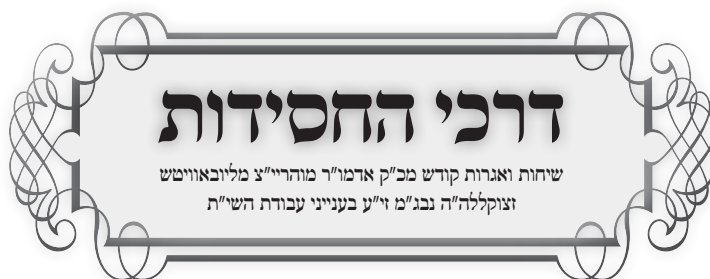 דרכי החסידות
שיחות ואגרות קודש מכ"ק אדמו"ר מוהריי"צ מליובאוויטש
זצוקללה"ה נבג"מ זי"ע בענייני עבודת השי"ת